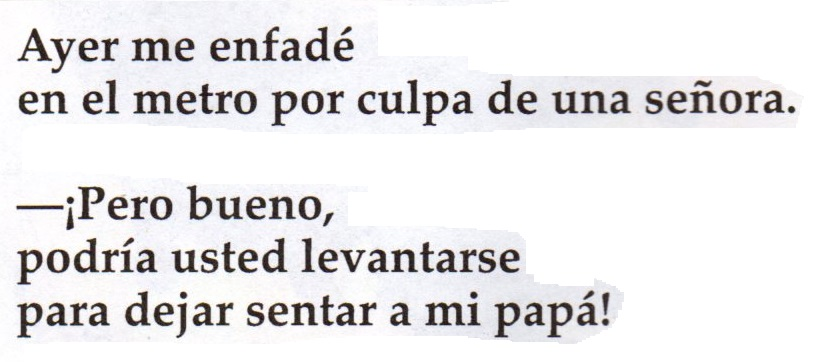 Ayer me enfadé
en el metro por culpa de una señora.
—¡Pero bueno,
podría usted levantarse
para dejar sentar a mi papá!